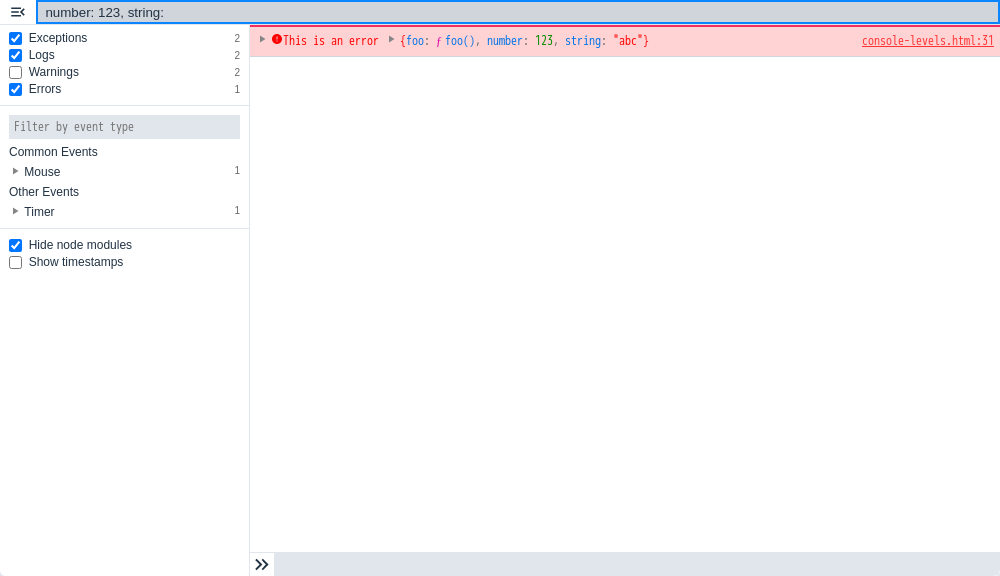 number: 123, string:
Exceptions 2
Logs 2
Warnings 2
Errors 1
Filter by event type
Common Events
Mouse 1
Other Events
Timer 1
Hide node modules
Show timestamps
This is an error {foo: ƒ foo(), number: 123, string: "abc"} console-levels.html:31